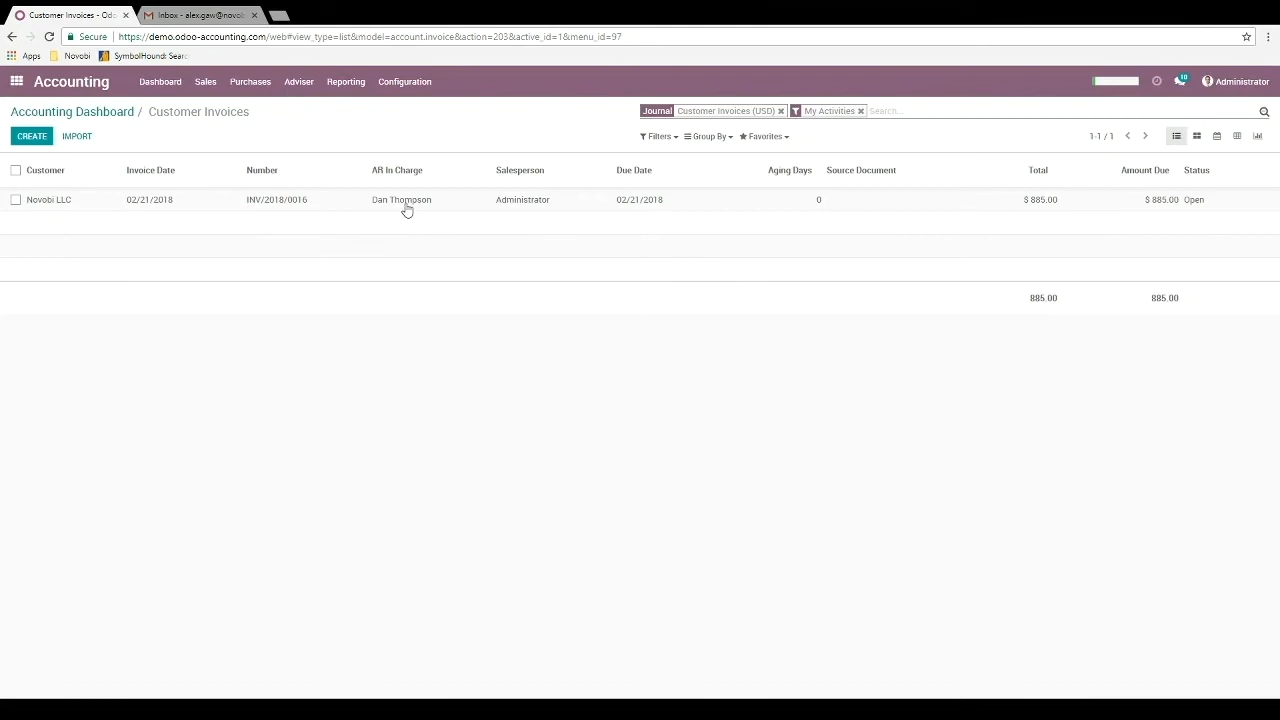 Customer Invoices - Odo
Inbox - alex.gaw@novobi
Secure https://demo.odoo-accounting.com/web#view_type=list&model=account.invoice&action=203&active_id=1&menu_id=97
Apps Novobi SymbolHound: Searc
Accounting Dashboard Sales Purchases Adviser Reporting Configuration 10 Administrator
Accounting Dashboard / Customer Invoices
Journal Customer Invoices (USD) My Activities Search...
CREATE IMPORT Filters Group By Favorites 1-1 / 1
Customer Invoice Date Number AR In Charge Salesperson Due Date Aging Days Source Document Total Amount Due Status
Novobi LLC 02/21/2018 INV/2018/0016 Dan Thompson Administrator 02/21/2018 0 $ 885.00 $ 885.00 Open
885.00 885.00